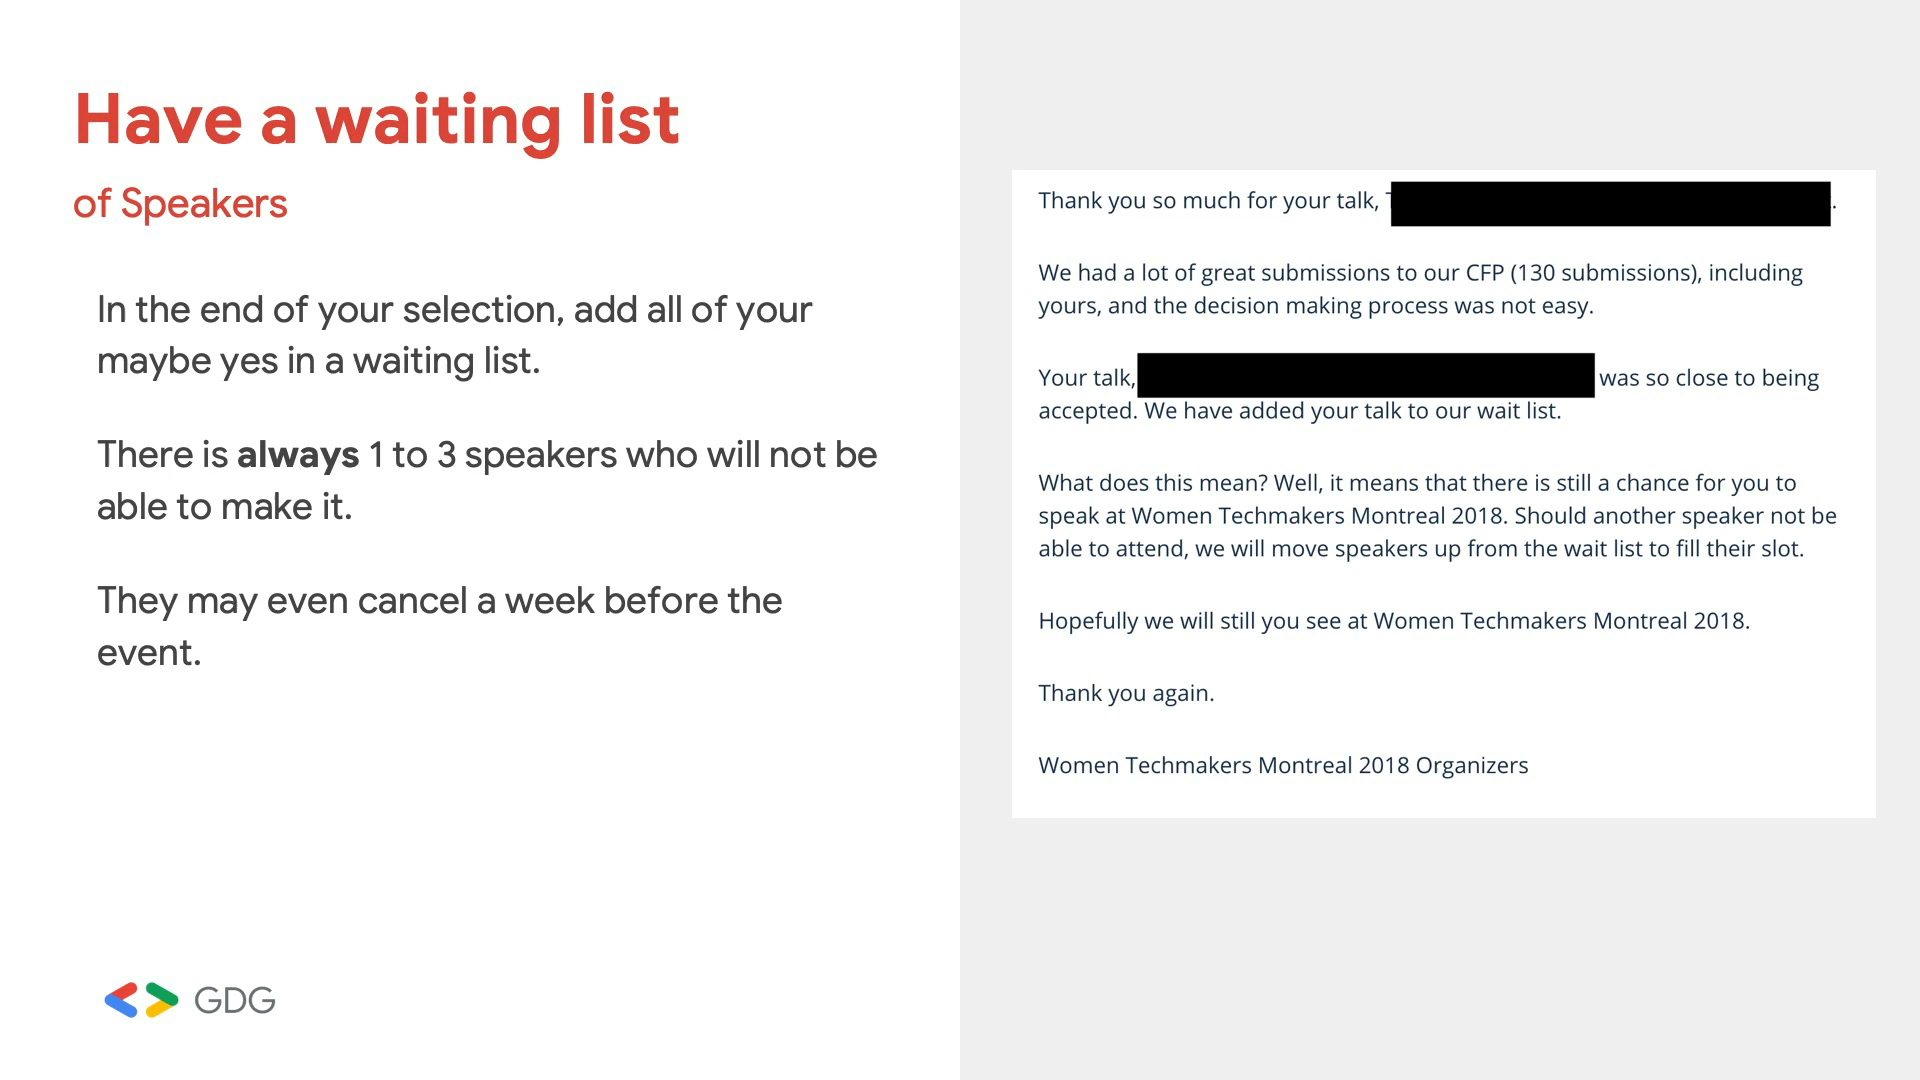 Have a waiting list
of Speakers
In the end of your selection, add all of your
maybe yes in a waiting list.
There is always 1 to 3 speakers who will not be
able to make it.
They may even cancel a week before the
event.
GDG
Thank you so much for your talk, .
We had a lot of great submissions to our CFP (130 submissions), including
yours, and the decision making process was not easy.
Your talk, was so close to being
accepted. We have added your talk to our wait list.
What does this mean? Well, it means that there is still a chance for you to
speak at Women Techmakers Montreal 2018. Should another speaker not be
able to attend, we will move speakers up from the wait list to fill their slot.
Hopefully we will still you see at Women Techmakers Montreal 2018.
Thank you again.
Women Techmakers Montreal 2018 Organizers